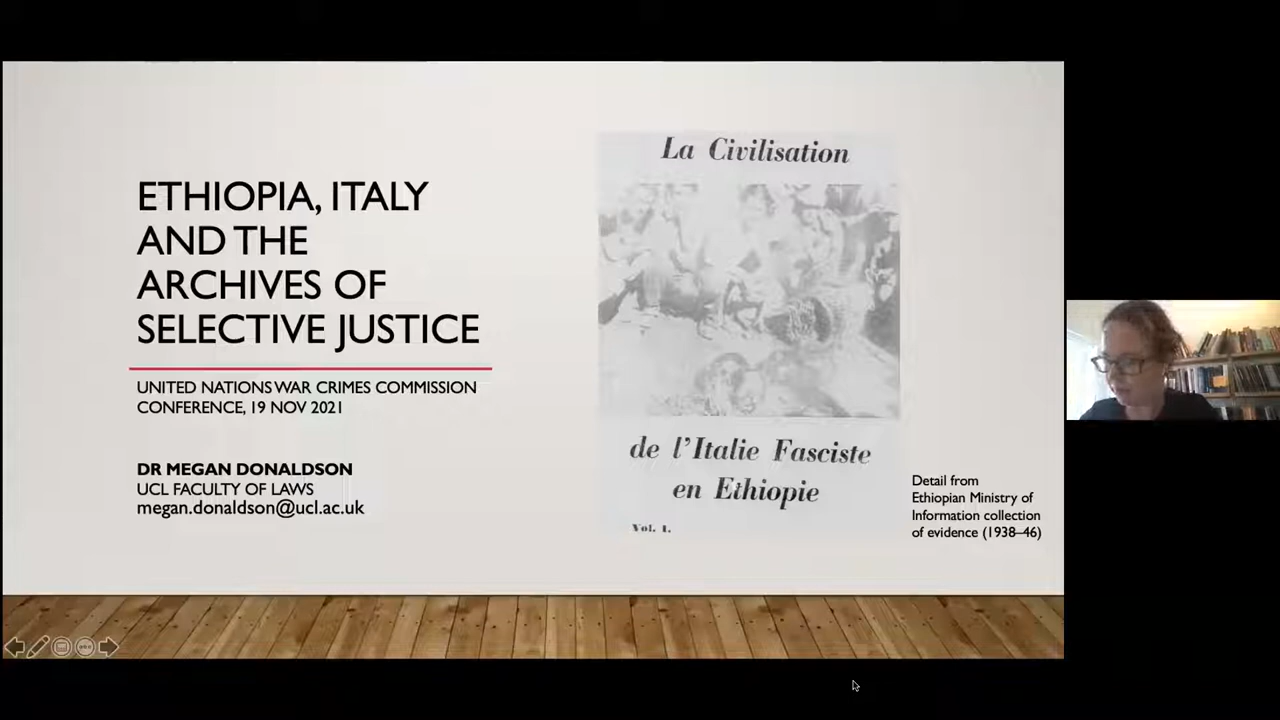 ETHIOPIA, ITALY
AND THE
ARCHIVES OF
SELECTIVE JUSTICE
UNITED NATIONS WAR CRIMES COMMISSION
CONFERENCE, 19 NOV 2021
DR MEGAN DONALDSON
UCL FACULTY OF LAWS
megan.donaldson@ucl.ac.uk
La Civilisation
de l'Italie Fasciste
en Ethiopie
Vol. I.
Detail from
Ethiopian Ministry of
Information collection
of evidence (1938–46)